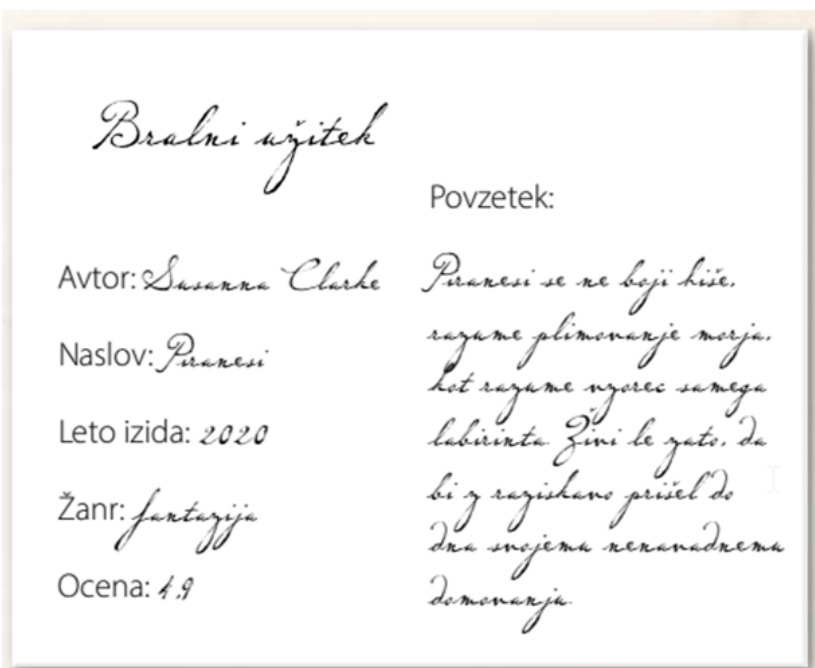 Bralni užitek
Avtor: Susanna Clarke
Naslov: Piranesi
Leto izida: 2020
Žanr: fantazija
Ocena: 4.9
Povzetek:
Piranesi se ne boji hiše,
razume plimovanje morja,
kot razume vzorec samega
labirinta. Živi le zato, da
bi z raziskavo prišel do
dna svojemu nenavadnemu
domovanju.